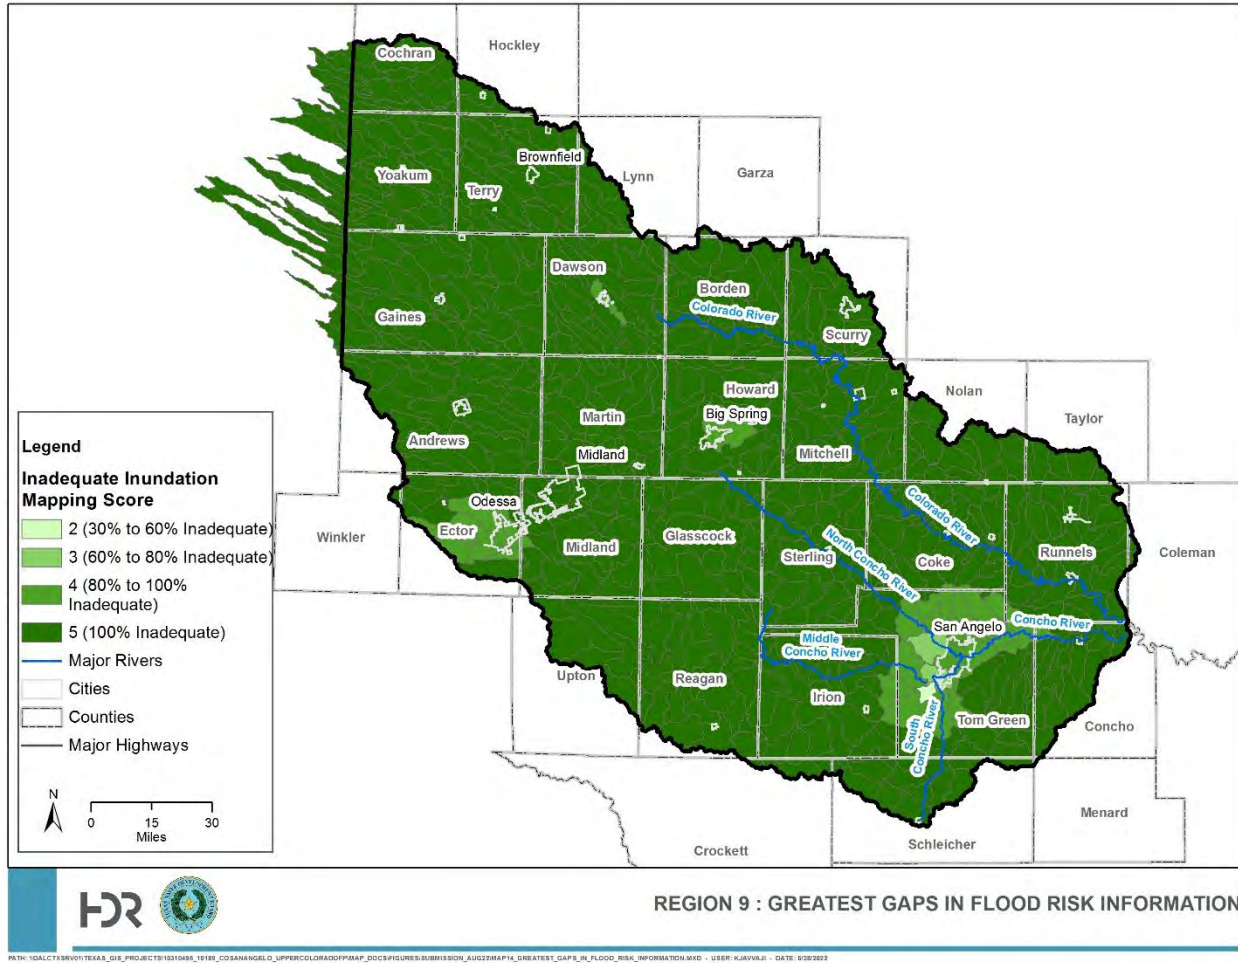 Cochran
Hockley
Brownfield
Yoakum
Terry
Lynn
Garza
Dawson
Borden
Colorado River
Gaines
Scurry
Howard
Nolan
Big Spring
Martin
Taylor
Andrews
Midland
Mitchell
Odessa
Colorado River
Winkler
Ector
Midland
Glasscock
Sterling
North Concho River
Coke
Runnels
Coleman
San Angelo
Concho River
Middle
Concho River
Upton
Reagan
Irion
South
Concho River
Tom Green
Concho
Menard
Crockett
Schleicher
Legend
Inadequate Inundation
Mapping Score
2 (30% to 60% Inadequate)
3 (60% to 80% Inadequate)
4 (80% to 100%
Inadequate)
5 (100% Inadequate)
Major Rivers
Cities
Counties
Major Highways
N
0 15 30
Miles
HDR
REGION 9 : GREATEST GAPS IN FLOOD RISK INFORMATION